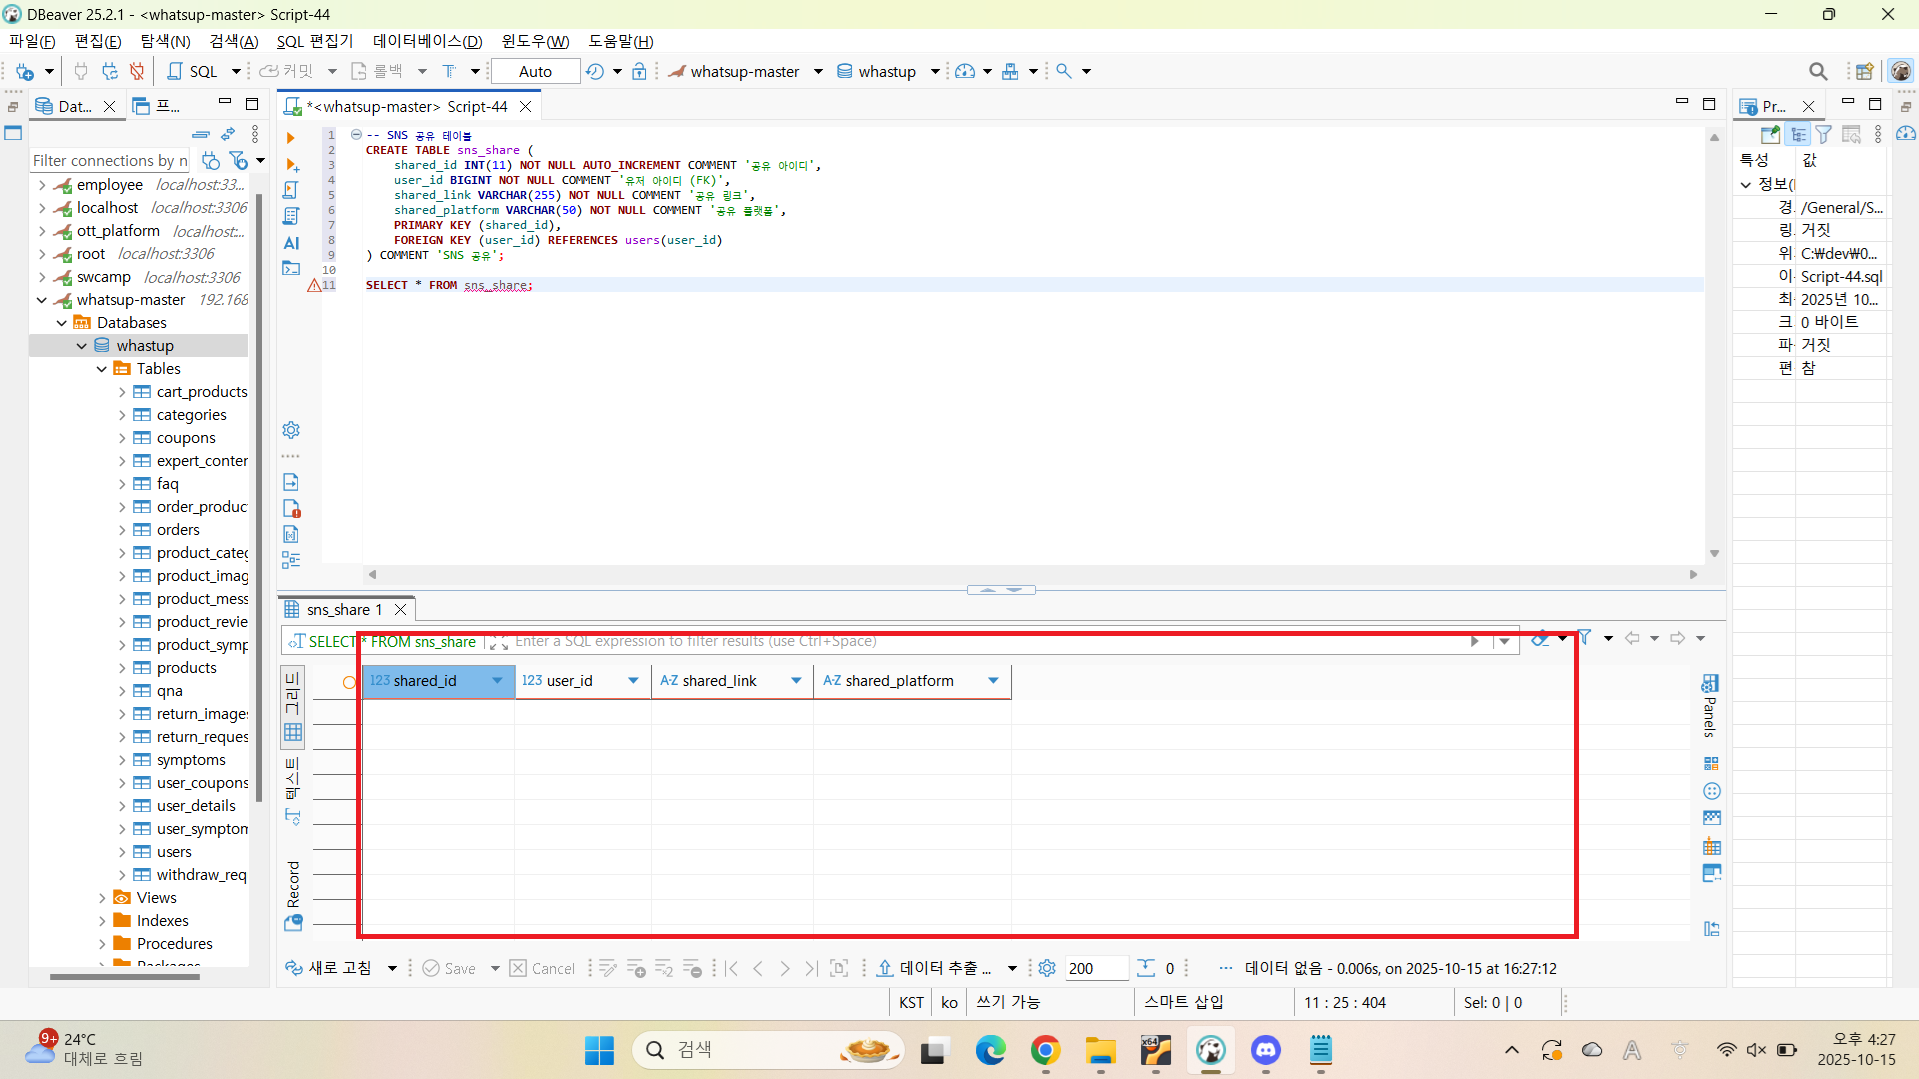 DBeaver 25.2.1 - <whatsup-master> Script-44
파일(F) 편집(E) 탐색(N) 검색(A) SQL 편집기 데이터베이스(D) 윈도우(W) 도움말(H)
SQL 커밋 롤백 T Auto whatsup-master whastup
Dat... 프...
*<whatsup-master> Script-44
Pr...
Filter connections by n
employee localhost:33...
localhost localhost:3306
ott_platform localhost:...
root localhost:3306
swcamp localhost:3306
whatsup-master 192.168
Databases
whastup
Tables
cart_products
categories
coupons
expert_conter
faq
order_produc
orders
product_categ
product_imag
product_mess
product_revie
product_symp
products
qna
return_images
return_reques
symptoms
user_coupons
user_details
user_symptom
users
withdraw_req
Views
Indexes
Procedures
Packages
1 -- SNS 공유 테이블
2 CREATE TABLE sns_share (
3 shared_id INT(11) NOT NULL AUTO_INCREMENT COMMENT '공유 아이디',
4 user_id BIGINT NOT NULL COMMENT '유저 아이디 (FK)',
5 shared_link VARCHAR(255) NOT NULL COMMENT '공유 링크',
6 shared_platform VARCHAR(50) NOT NULL COMMENT '공유 플랫폼',
7 PRIMARY KEY (shared_id),
8 FOREIGN KEY (user_id) REFERENCES users(user_id)
9 ) COMMENT 'SNS 공유';
10
11 SELECT * FROM sns_share;
AI
특성 값
정보(I
경 /General/S...
링 거짓
위 C:₩dev₩0...
이 Script-44.sql
최 2025년 10...
크 0 바이트
파 거짓
편 참
sns_share 1
SELECT * FROM sns_share Enter a SQL expression to filter results (use Ctrl+Space)
그리드
텍스트
Record
123 shared_id 123 user_id A-Z shared_link A-Z shared_platform
Panels
새로 고침 Save Cancel 데이터 추출 ... 200 0 ... 데이터 없음 - 0.006s, on 2025-10-15 at 16:27:12
KST ko 쓰기 가능 스마트 삽입 11 : 25 : 404 Sel: 0 | 0
9+
24°C
대체로 흐림
검색
x64
A
오후 4:27
2025-10-15